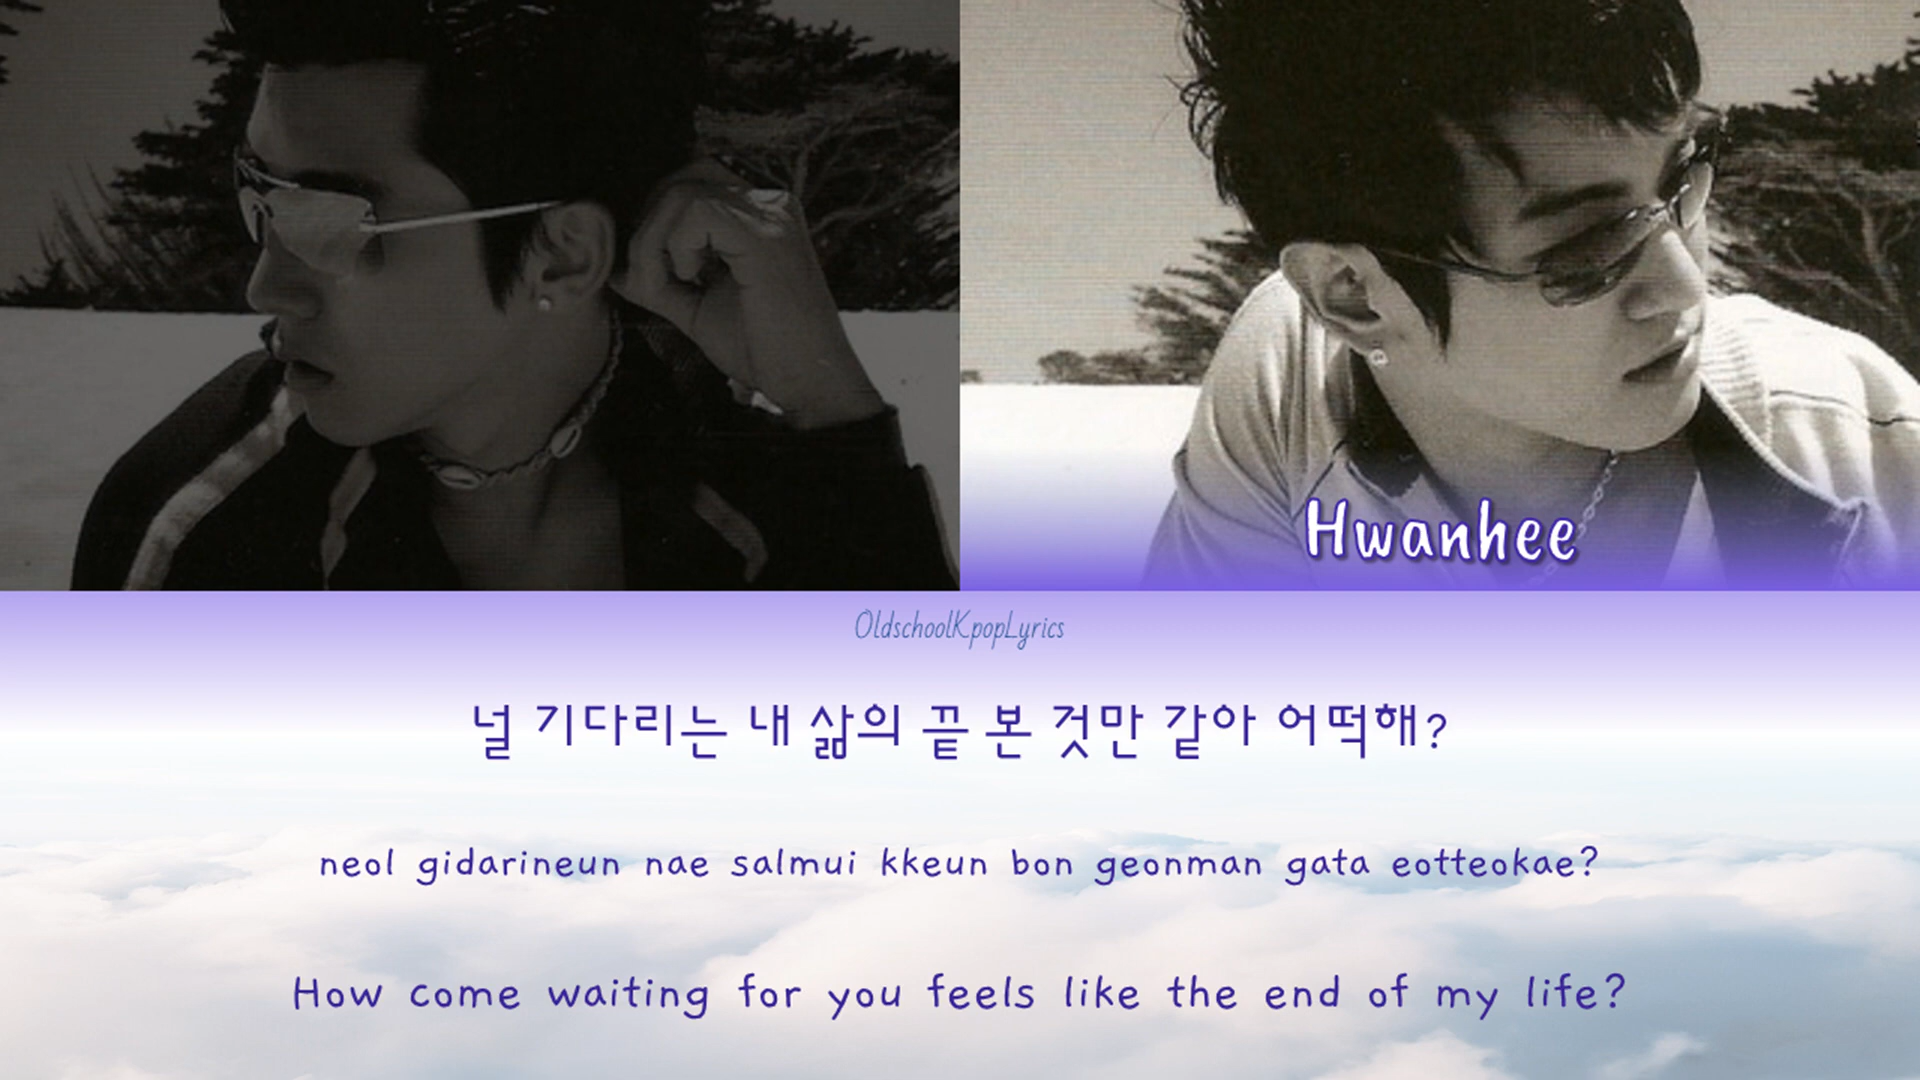 Hwanhee
OldschoolKpopLyrics
널 기다리는 내 삶의 끝 본 것만 같아 어떡해?
neol gidarineun nae salmui kkeun bon geonman gata eotteokae?
How come waiting for you feels like the end of my life?